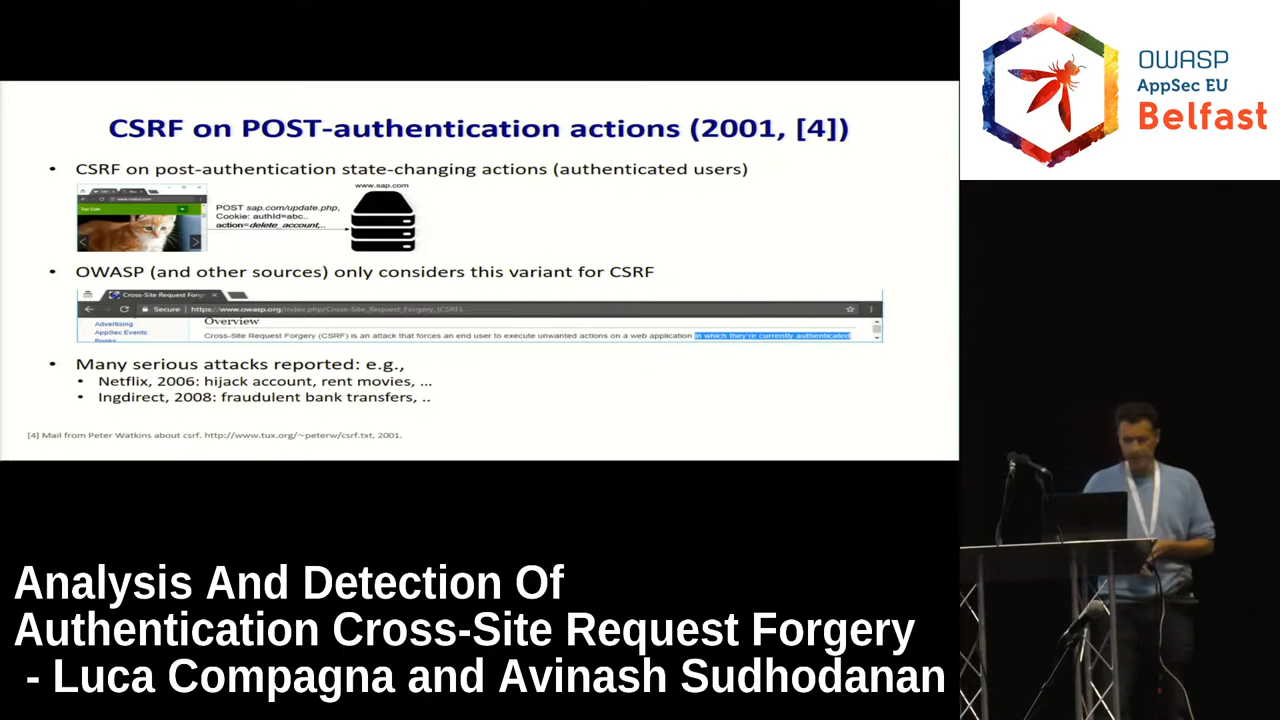 CSRF on POST-authentication actions (2001, [4])
• CSRF on post-authentication state-changing actions (authenticated users)
www.sap.com
POST sap.com/update.php,
Cookie: authId=abc..
action=delete_account,..
• OWASP (and other sources) only considers this variant for CSRF
Cross-Site Request Forg
Secure https://www.owasp.org/index.php/Cross-Site_Request_Forgery_(CSRF)
Advertising
AppSec Events
Books
Overview
Cross-Site Request Forgery (CSRF) is an attack that forces an end user to execute unwanted actions on a web application in which they're currently authenticated
• Many serious attacks reported: e.g.,
• Netflix, 2006: hijack account, rent movies, ...
• Ingdirect, 2008: fraudulent bank transfers, ..
[4] Mail from Peter Watkins about csrf. http://www.tux.org/~peterw/csrf.txt, 2001.
OWASP
AppSec EU
Belfast
Analysis And Detection Of
Authentication Cross-Site Request Forgery
- Luca Compagna and Avinash Sudhodanan